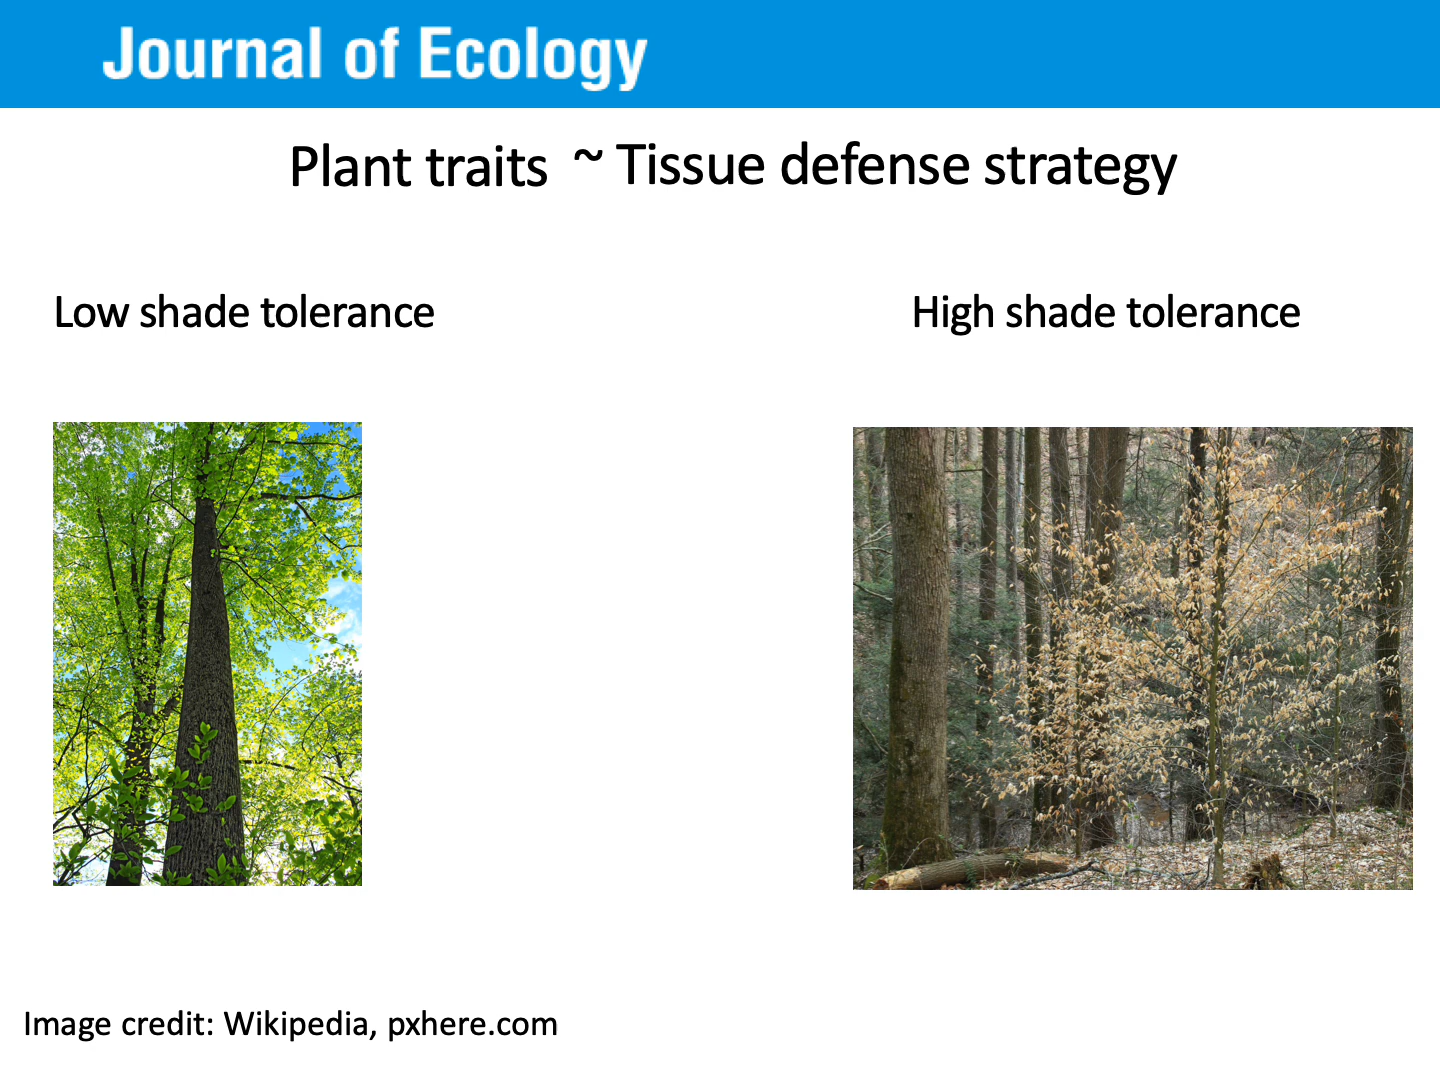 Journal of Ecology
Plant traits ~ Tissue defense strategy
Low shade tolerance
High shade tolerance
Image credit: Wikipedia, pxhere.com